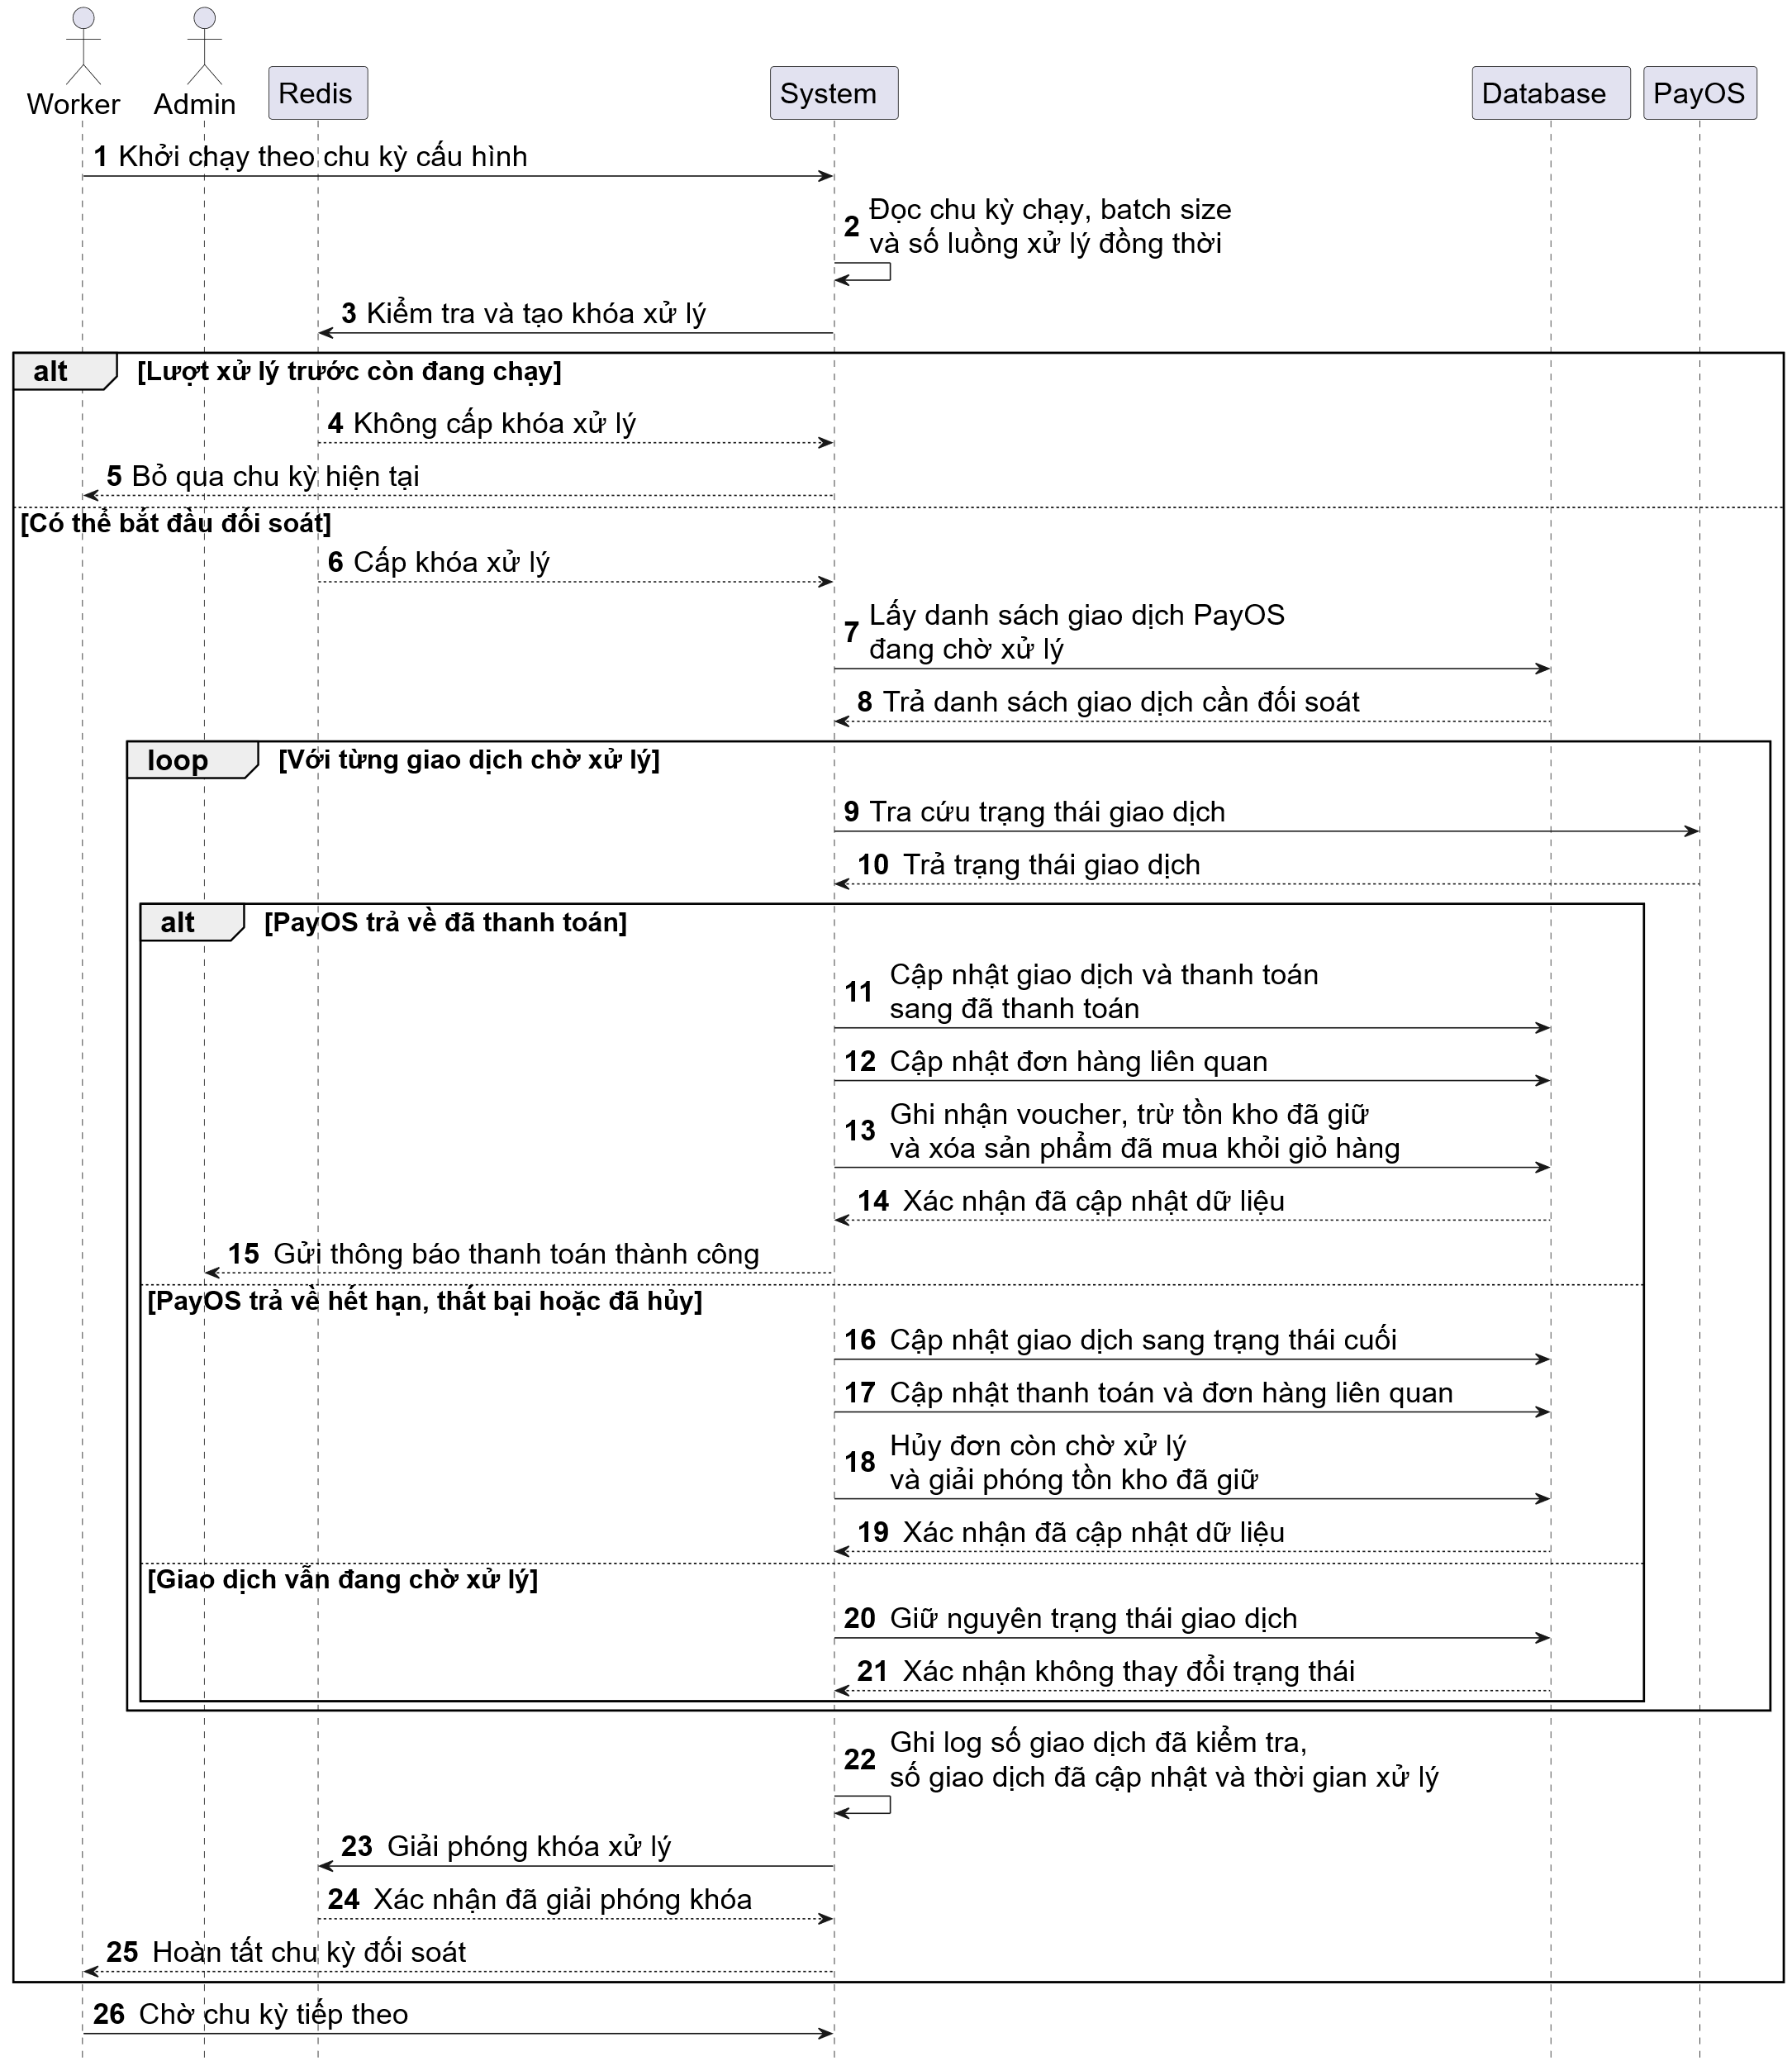 Worker
Admin
Redis
System
Database
PayOS
1 Khởi chạy theo chu kỳ cấu hình
2 Đọc chu kỳ chạy, batch size
và số luồng xử lý đồng thời
3 Kiểm tra và tạo khóa xử lý
alt [Lượt xử lý trước còn đang chạy]
4 Không cấp khóa xử lý
5 Bỏ qua chu kỳ hiện tại
[Có thể bắt đầu đối soát]
6 Cấp khóa xử lý
7 Lấy danh sách giao dịch PayOS
đang chờ xử lý
8 Trả danh sách giao dịch cần đối soát
loop [Với từng giao dịch chờ xử lý]
9 Tra cứu trạng thái giao dịch
10 Trả trạng thái giao dịch
alt [PayOS trả về đã thanh toán]
11 Cập nhật giao dịch và thanh toán
sang đã thanh toán
12 Cập nhật đơn hàng liên quan
13 Ghi nhận voucher, trừ tồn kho đã giữ
và xóa sản phẩm đã mua khỏi giỏ hàng
14 Xác nhận đã cập nhật dữ liệu
15 Gửi thông báo thanh toán thành công
[PayOS trả về hết hạn, thất bại hoặc đã hủy]
16 Cập nhật giao dịch sang trạng thái cuối
17 Cập nhật thanh toán và đơn hàng liên quan
18 Hủy đơn còn chờ xử lý
và giải phóng tồn kho đã giữ
19 Xác nhận đã cập nhật dữ liệu
[Giao dịch vẫn đang chờ xử lý]
20 Giữ nguyên trạng thái giao dịch
21 Xác nhận không thay đổi trạng thái
22 Ghi log số giao dịch đã kiểm tra,
số giao dịch đã cập nhật và thời gian xử lý
23 Giải phóng khóa xử lý
24 Xác nhận đã giải phóng khóa
25 Hoàn tất chu kỳ đối soát
26 Chờ chu kỳ tiếp theo